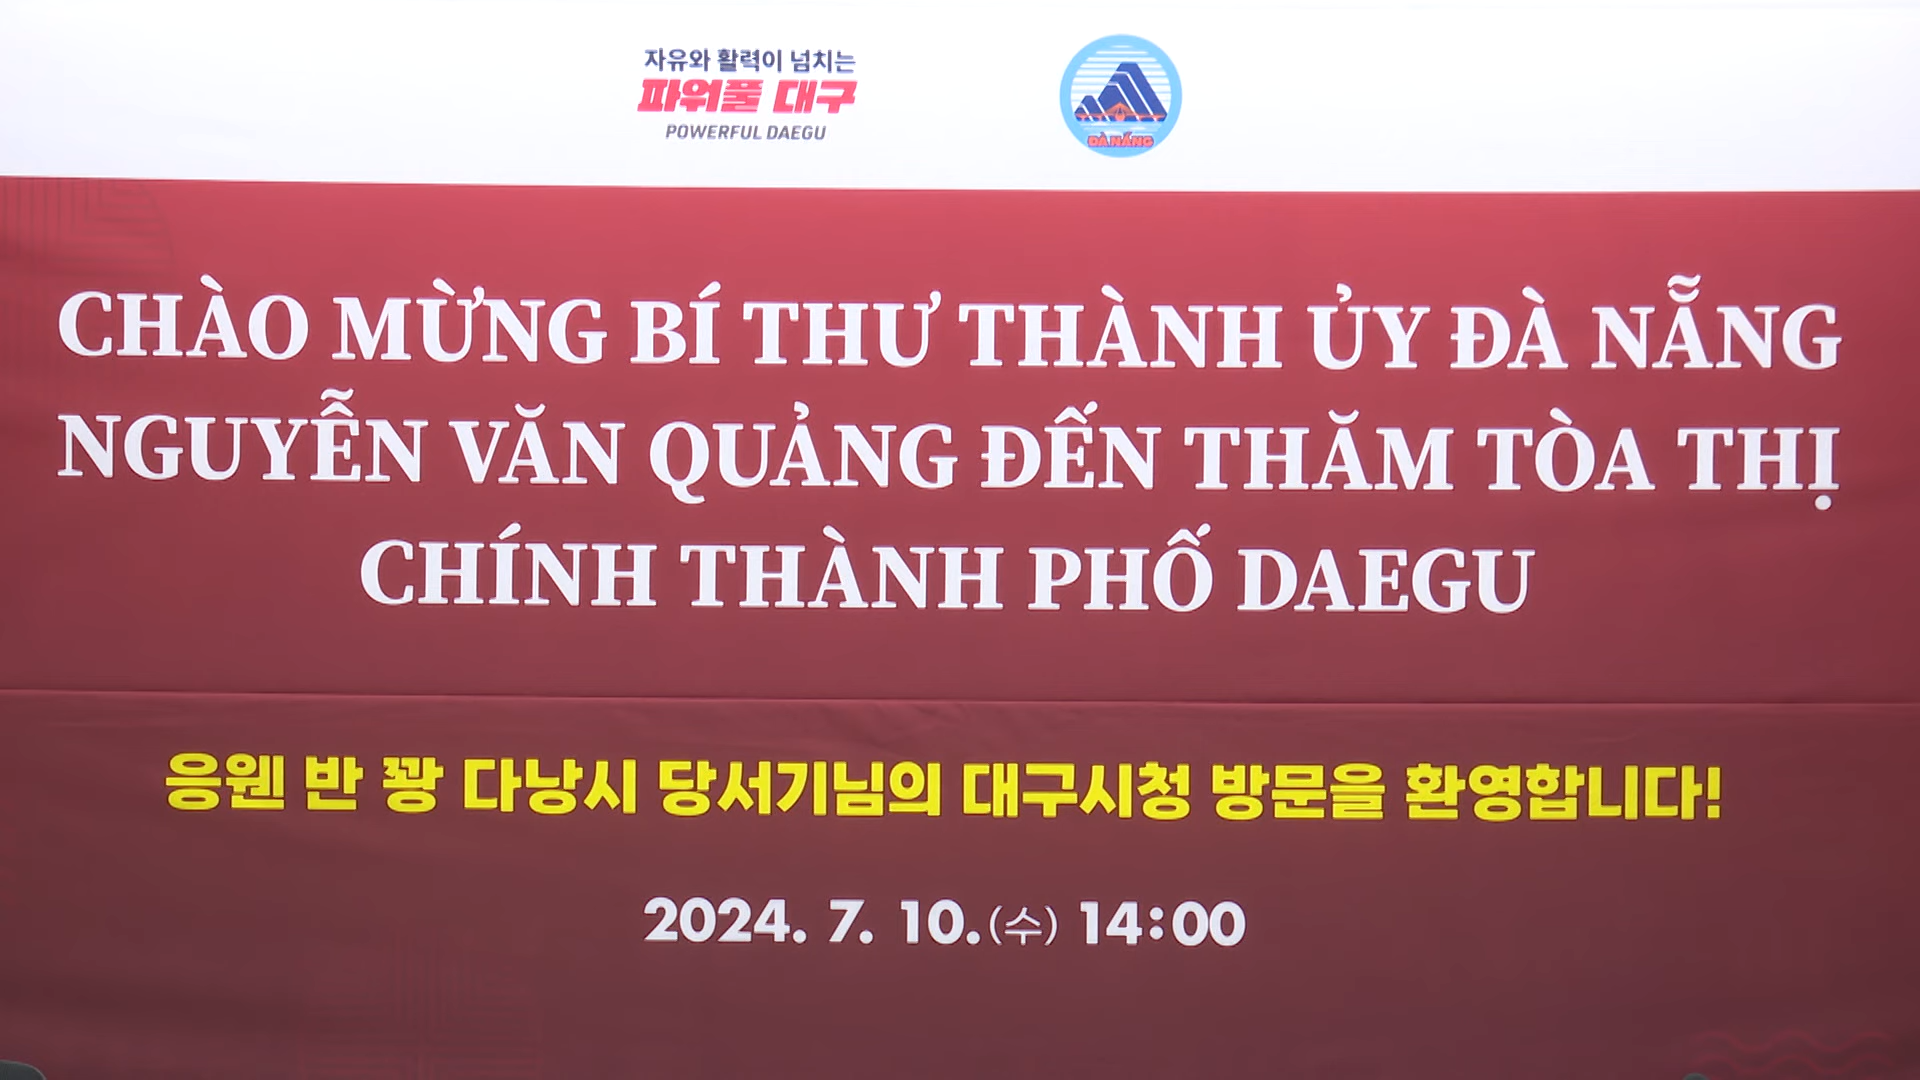 자유와 활력이 넘치는
파워풀 대구
POWERFUL DAEGU
ĐÀ NẴNG
CHÀO MỪNG BÍ THƯ THÀNH ỦY ĐÀ NẴNG
NGUYỄN VĂN QUẢNG ĐẾN THĂM TÒA THỊ
CHÍNH THÀNH PHỐ DAEGU
응웬 반 꽝 다낭시 당서기님의 대구시청 방문을 환영합니다!
2024. 7. 10.(수) 14:00